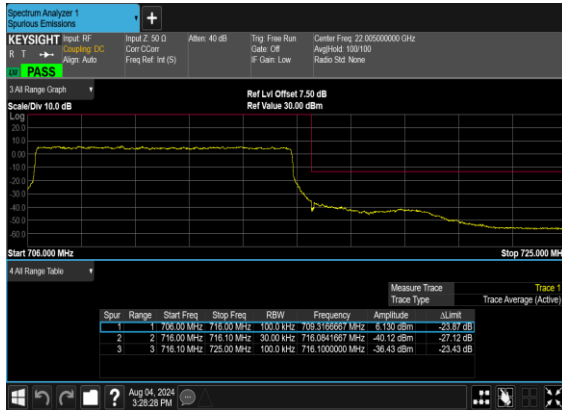 Spectrum Analyzer 1
Spurious Emissions
+
KEYSIGHT Input: RF Input Z: 50 Ω Atten: 40 dB Trig: Free Run Center Freq: 22.005000000 GHz
R T Coupling: DC Corr CCorr Gate: Off Avg|Hold: 100/100
Align: Auto Freq Ref: Int (S) IF Gain: Low Radio Std: None
PASS
3 All Range Graph
Ref Lvl Offset 7.50 dB
Scale/Div 10.0 dB Ref Value 30.00 dBm
Log
20.0
10.0
0.00
-10.0
-20.0
-30.0
-40.0
-50.0
-60.0
Start 706.000 MHz Stop 725.000 MHz
4 All Range Table
Measure Trace Trace 1
Trace Type Trace Average (Active)
Spur Range Start Freq Stop Freq RBW Frequency Amplitude ΔLimit
1 1 706.00 MHz 716.00 MHz 100.0 kHz 709.3166667 MHz 6.130 dBm -23.87 dB
2 2 716.00 MHz 716.10 MHz 30.00 kHz 716.0841667 MHz -40.12 dBm -27.12 dB
3 3 716.10 MHz 725.00 MHz 100.0 kHz 716.1000000 MHz -36.43 dBm -23.43 dB
? Aug 04, 2024
3:28:28 PM